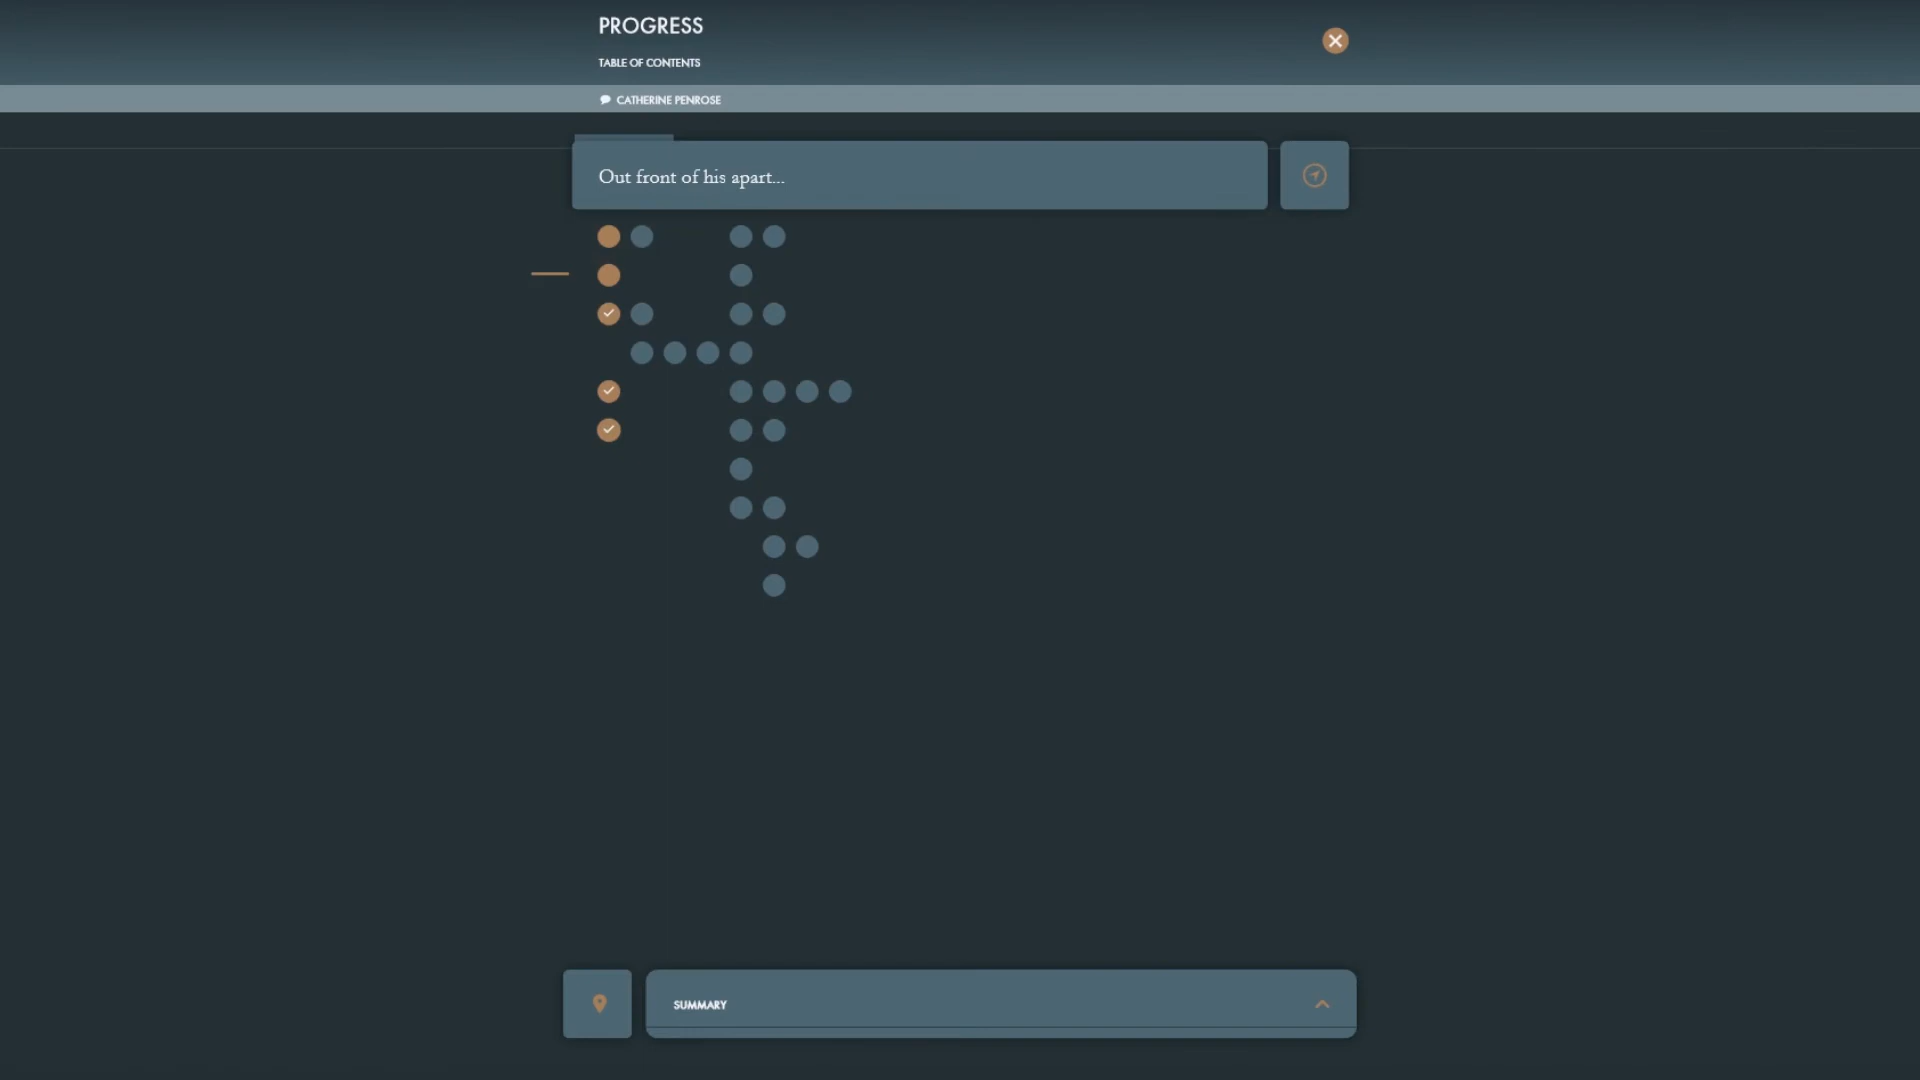 PROGRESS
TABLE OF CONTENTS
CATHERINE PENROSE
Out front of his apart...
SUMMARY